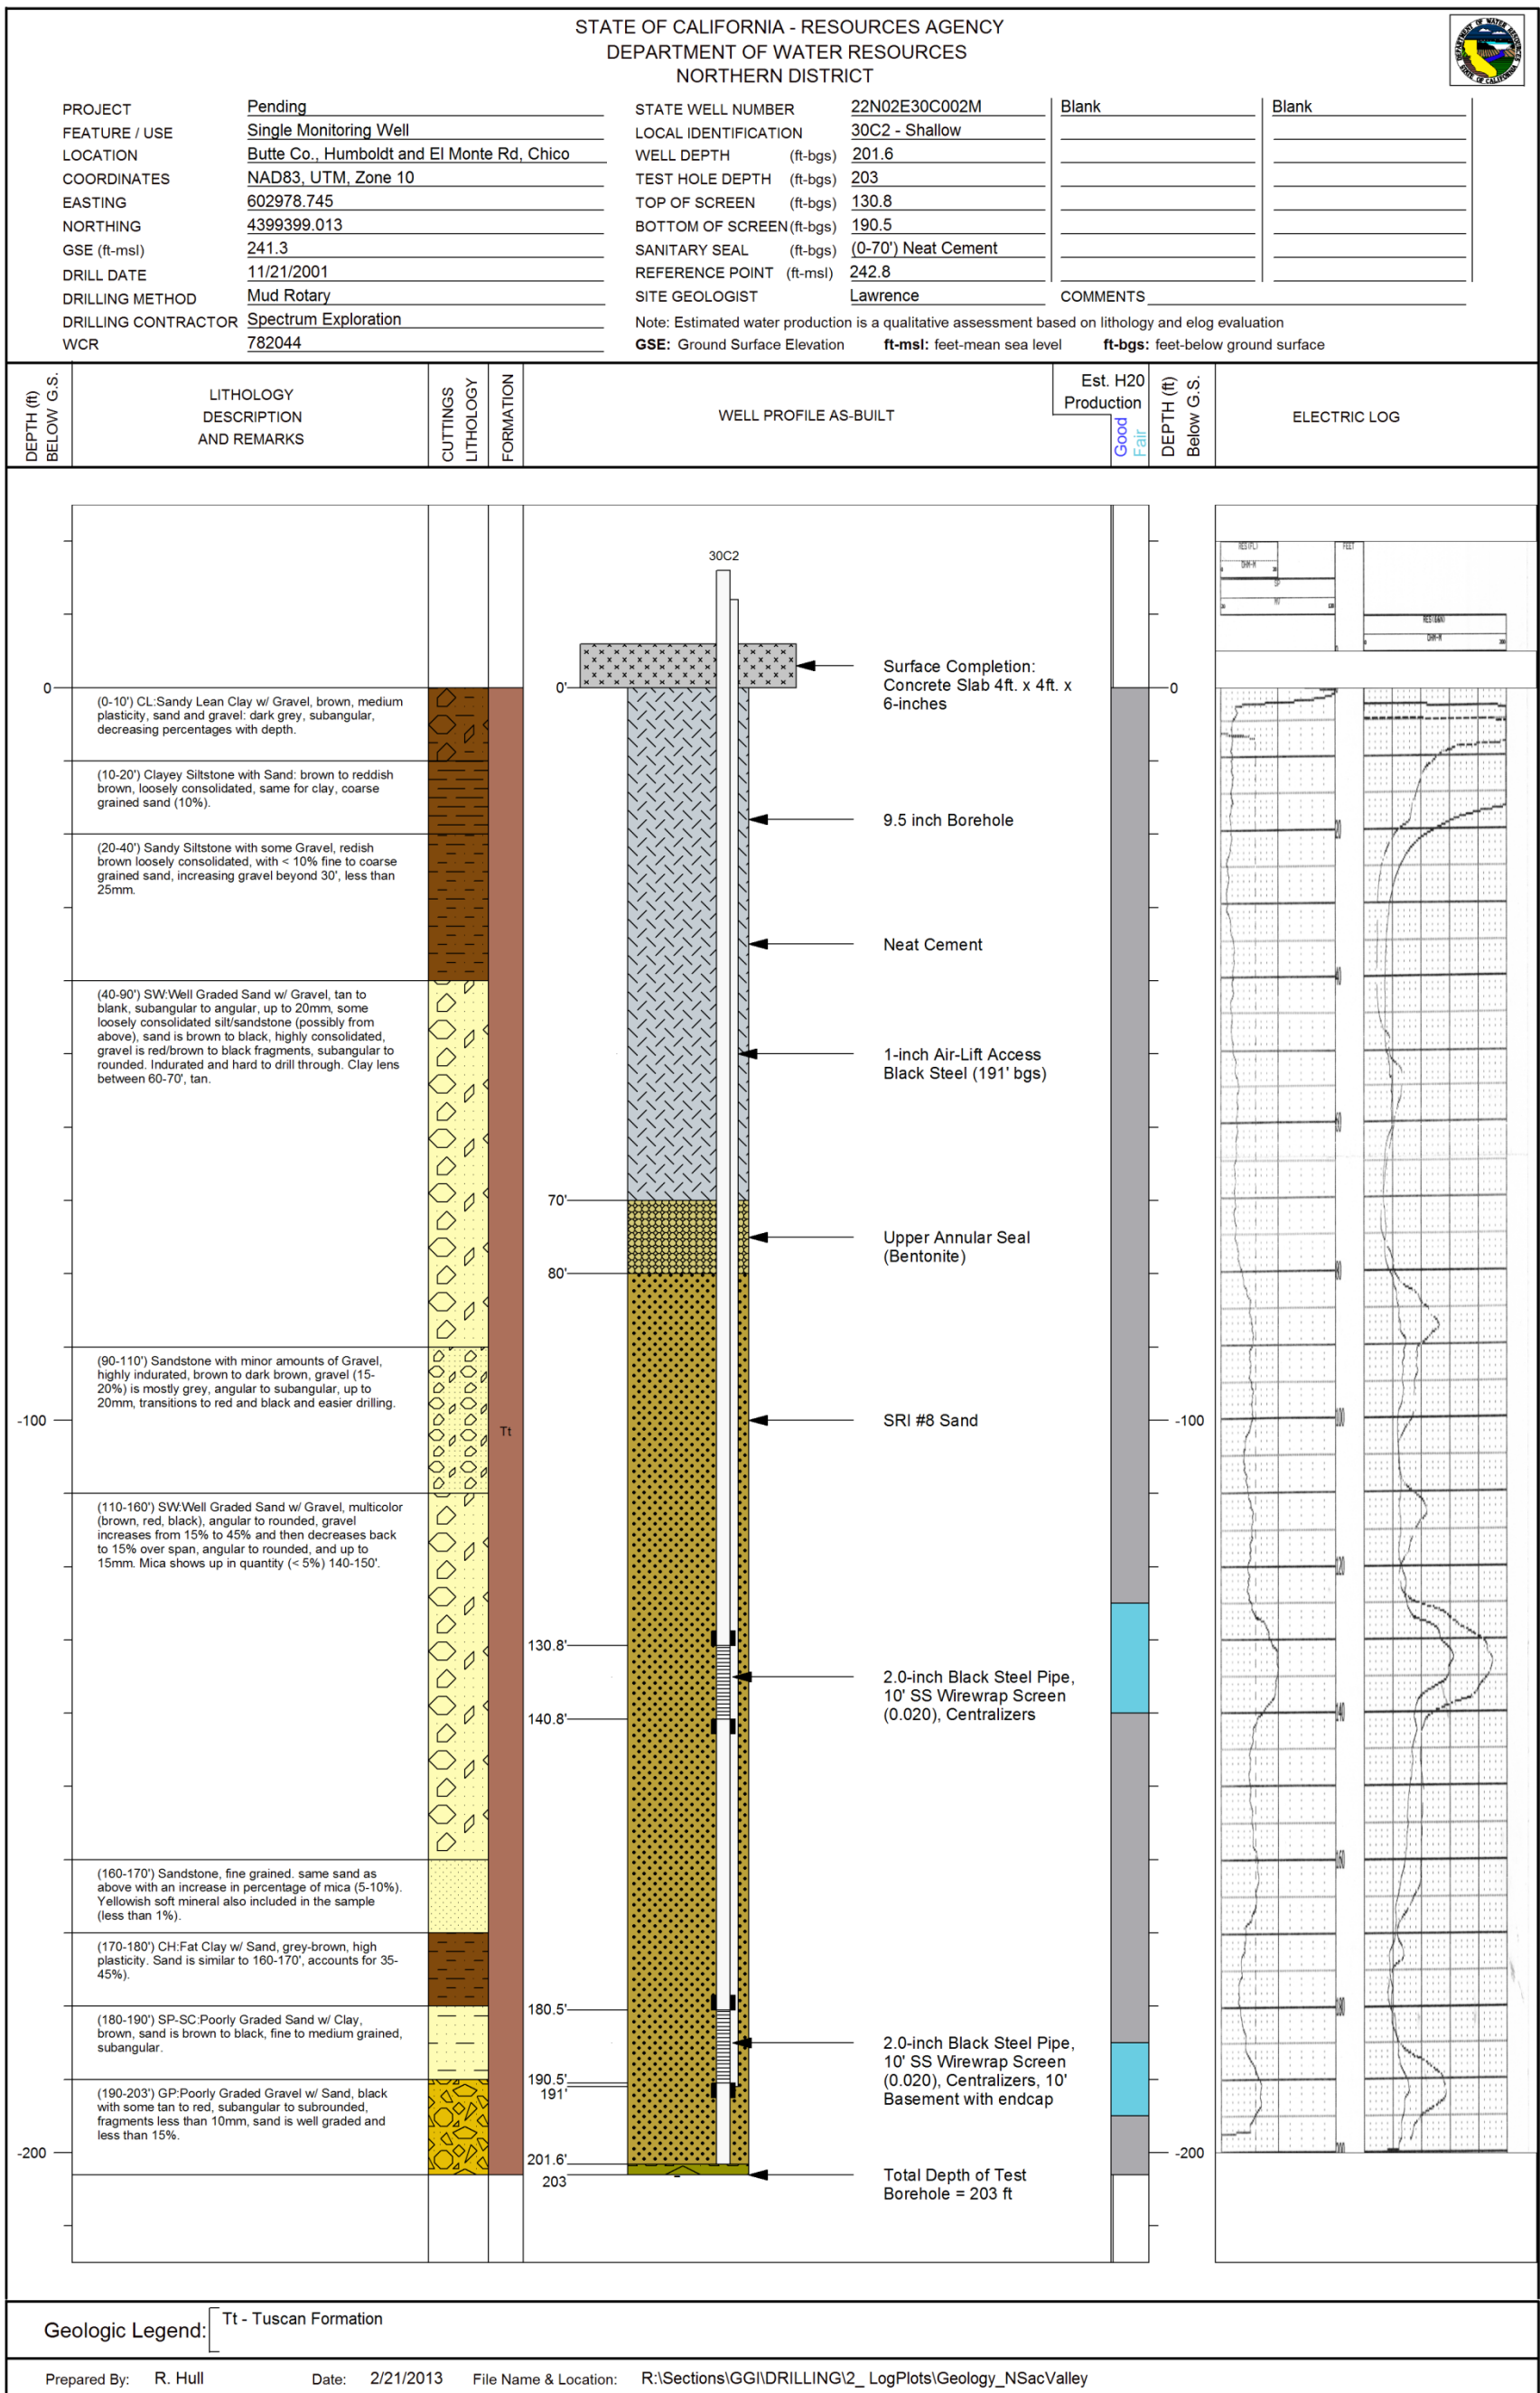 STATE OF CALIFORNIA - RESOURCES AGENCY
DEPARTMENT OF WATER RESOURCES
NORTHERN DISTRICT
PROJECT Pending
FEATURE / USE Single Monitoring Well
LOCATION Butte Co., Humboldt and El Monte Rd, Chico
COORDINATES NAD83, UTM, Zone 10
EASTING 602978.745
NORTHING 4399399.013
GSE (ft-msl) 241.3
DRILL DATE 11/21/2001
DRILLING METHOD Mud Rotary
DRILLING CONTRACTOR Spectrum Exploration
WCR 782044
STATE WELL NUMBER 22N02E30C002M Blank Blank
LOCAL IDENTIFICATION 30C2 - Shallow
WELL DEPTH (ft-bgs) 201.6
TEST HOLE DEPTH (ft-bgs) 203
TOP OF SCREEN (ft-bgs) 130.8
BOTTOM OF SCREEN (ft-bgs) 190.5
SANITARY SEAL (ft-bgs) (0-70') Neat Cement
REFERENCE POINT (ft-msl) 242.8
SITE GEOLOGIST Lawrence COMMENTS
Note: Estimated water production is a qualitative assessment based on lithology and elog evaluation
GSE: Ground Surface Elevation ft-msl: feet-mean sea level ft-bgs: feet-below ground surface
DEPTH (ft)
BELOW G.S.
LITHOLOGY
DESCRIPTION
AND REMARKS
CUTTINGS
LITHOLOGY
FORMATION
WELL PROFILE AS-BUILT
Est. H20
Production
Good
Fair
DEPTH (ft)
Below G.S.
ELECTRIC LOG
0
-100
-200
(0-10') CL:Sandy Lean Clay w/ Gravel, brown, medium
plasticity, sand and gravel: dark grey, subangular,
decreasing percentages with depth.
(10-20') Clayey Siltstone with Sand: brown to reddish
brown, loosely consolidated, same for clay, coarse
grained sand (10%).
(20-40') Sandy Siltstone with some Gravel, redish
brown loosely consolidated, with < 10% fine to coarse
grained sand, increasing gravel beyond 30', less than
25mm.
(40-90') SW:Well Graded Sand w/ Gravel, tan to
blank, subangular to angular, up to 20mm, some
loosely consolidated silt/sandstone (possibly from
above), sand is brown to black, highly consolidated,
gravel is red/brown to black fragments, subangular to
rounded. Indurated and hard to drill through. Clay lens
between 60-70', tan.
(90-110') Sandstone with minor amounts of Gravel,
highly indurated, brown to dark brown, gravel (15-
20%) is mostly grey, angular to subangular, up to
20mm, transitions to red and black and easier drilling.
(110-160') SW:Well Graded Sand w/ Gravel, multicolor
(brown, red, black), angular to rounded, gravel
increases from 15% to 45% and then decreases back
to 15% over span, angular to rounded, and up to
15mm. Mica shows up in quantity (< 5%) 140-150'.
(160-170') Sandstone, fine grained. same sand as
above with an increase in percentage of mica (5-10%).
Yellowish soft mineral also included in the sample
(less than 1%).
(170-180') CH:Fat Clay w/ Sand, grey-brown, high
plasticity. Sand is similar to 160-170', accounts for 35-
45%).
(180-190') SP-SC:Poorly Graded Sand w/ Clay,
brown, sand is brown to black, fine to medium grained,
subangular.
(190-203') GP:Poorly Graded Gravel w/ Sand, black
with some tan to red, subangular to subrounded,
fragments less than 10mm, sand is well graded and
less than 15%.
Tt
30C2
0'
70'
80'
130.8'
140.8'
180.5'
190.5'
191'
201.6'
203
Surface Completion:
Concrete Slab 4ft. x 4ft. x
6-inches
9.5 inch Borehole
Neat Cement
1-inch Air-Lift Access
Black Steel (191' bgs)
Upper Annular Seal
(Bentonite)
SRI #8 Sand
2.0-inch Black Steel Pipe,
10' SS Wirewrap Screen
(0.020), Centralizers
2.0-inch Black Steel Pipe,
10' SS Wirewrap Screen
(0.020), Centralizers, 10'
Basement with endcap
Total Depth of Test
Borehole = 203 ft
0
-100
-200
FEET
OHM-M
SP
MV
OHM-M
20
40
60
80
100
120
140
160
180
200
Geologic Legend: Tt - Tuscan Formation
Prepared By: R. Hull Date: 2/21/2013 File Name & Location: R:\Sections\GGI\DRILLING\2_ LogPlots\Geology_NSacValley